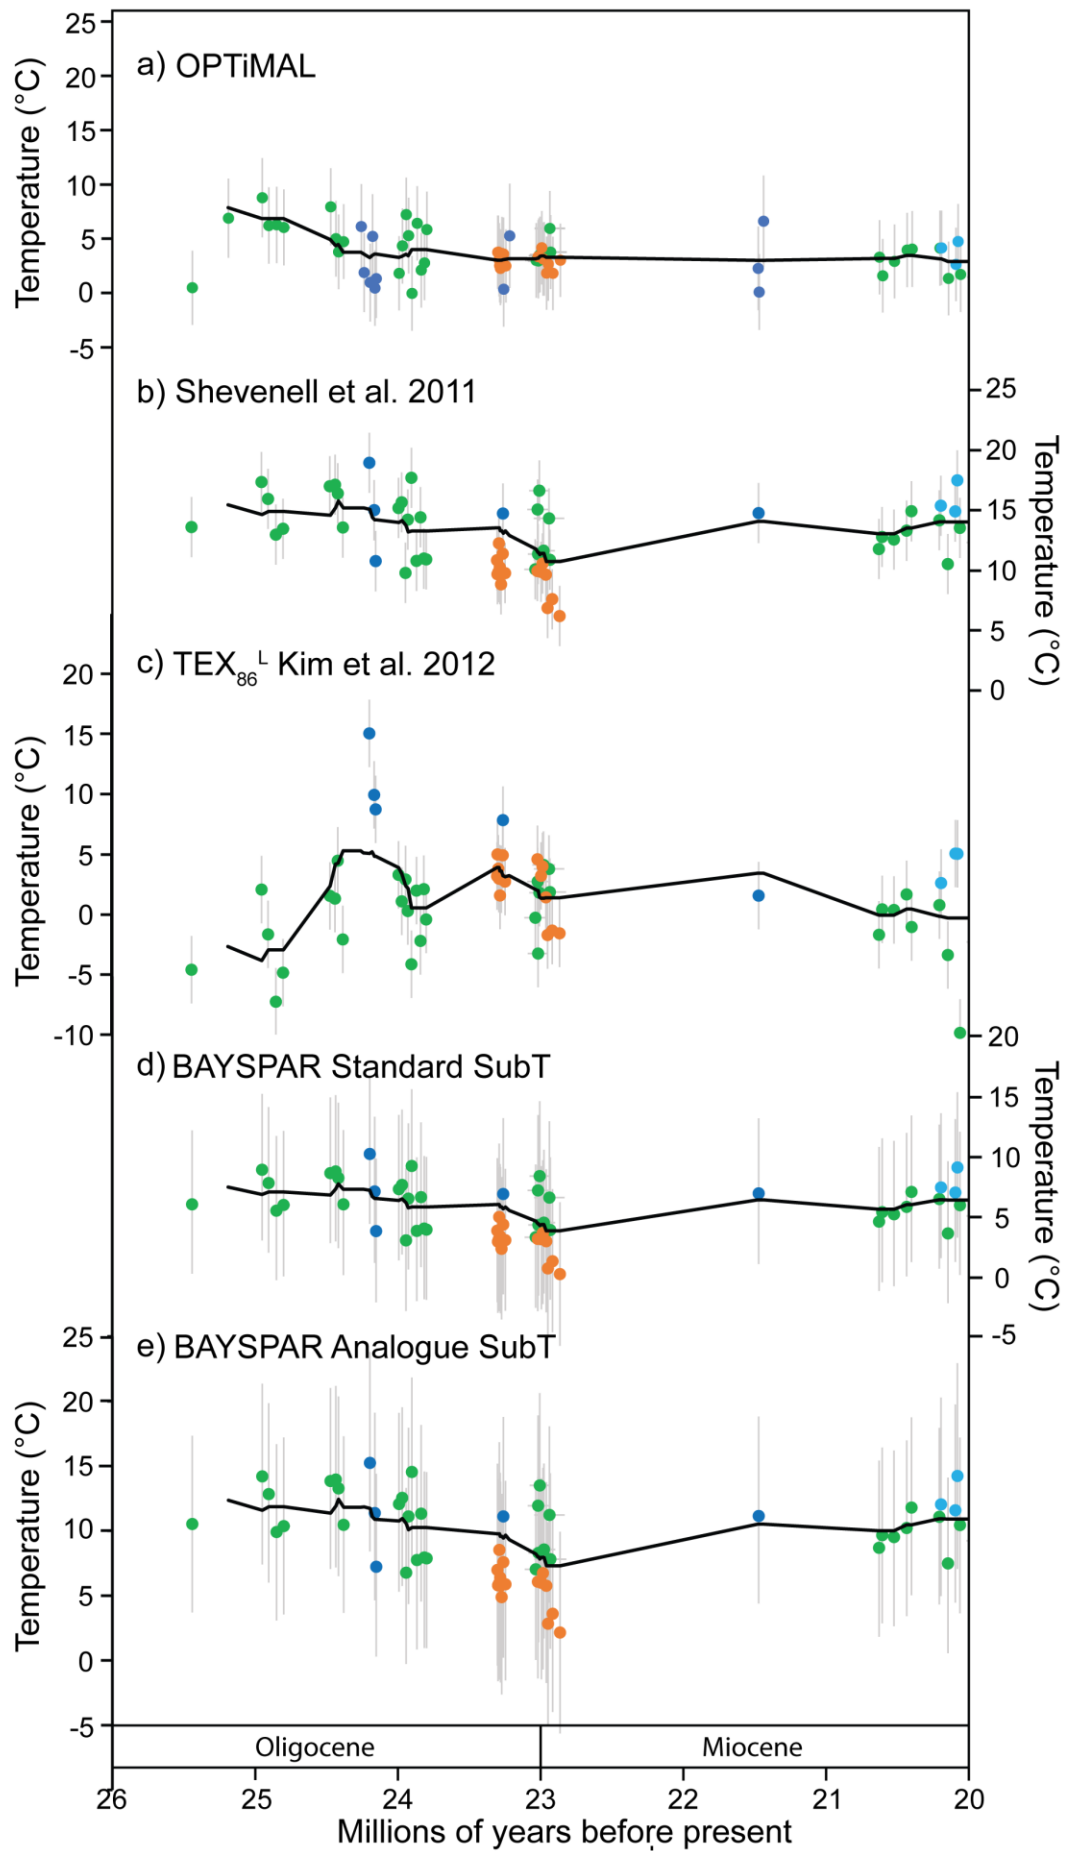 25
20
15
10
5
0
-5
Temperature (°C)
a) OPTiMAL
b) Shevenell et al. 2011
25
20
15
10
5
0
Temperature (°C)
c) TEX86L Kim et al. 2012
20
15
10
5
0
-5
-10
Temperature (°C)
d) BAYSPAR Standard SubT
20
15
10
5
0
-5
Temperature (°C)
e) BAYSPAR Analogue SubT
25
20
15
10
5
0
-5
Temperature (°C)
Oligocene Miocene
26 25 24 23 22 21 20
Millions of years before present